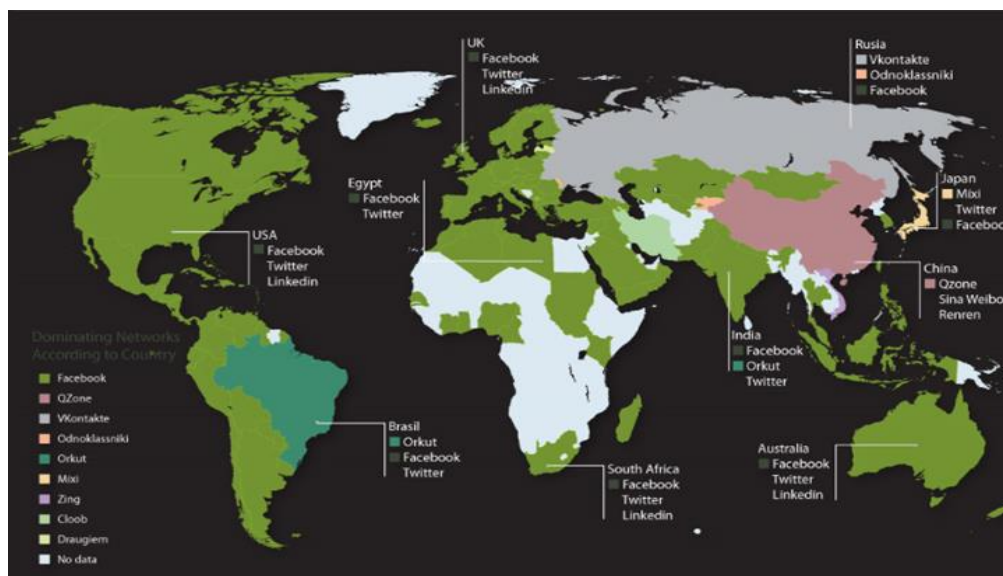 UK
Facebook
Twitter
Linkedin
Rusia
Vkontakte
Odnoklassniki
Facebook
Egypt
Facebook
Twitter
Japan
Mixi
Twitter
Faceboo
USA
Facebook
Twitter
Linkedin
China
Qzone
Sina Weibo
Renren
India
Facebook
Orkut
Twitter
Dominating Networks
According to Country
Facebook
QZone
VKontakte
Odnoklassniki
Orkut
Mixi
Zing
Cloob
Draugiem
No data
Brasil
Orkut
Facebook
Twitter
South Africa
Facebook
Twitter
Linkedin
Australia
Facebook
Twitter
Linkedin